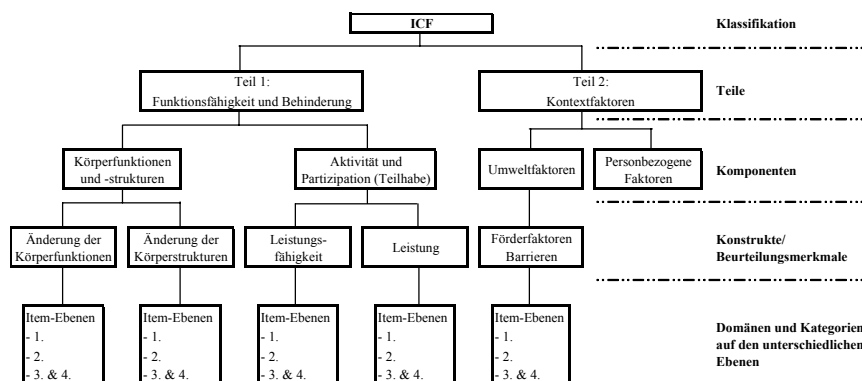 ICF
Klassifikation
Teil 1:
Funktionsfähigkeit und Behinderung
Teil 2:
Kontextfaktoren
Teile
Körperfunktionen
und -strukturen
Aktivität und
Partizipation (Teilhabe)
Umweltfaktoren
Personbezogene
Faktoren
Komponenten
Änderung der
Körperfunktionen
Änderung der
Körperstrukturen
Leistungs-
fähigkeit
Leistung
Förderfaktoren
Barrieren
Konstrukte/
Beurteilungsmerkmale
Item-Ebenen
- 1.
- 2.
- 3. & 4.
Item-Ebenen
- 1.
- 2.
- 3. & 4.
Item-Ebenen
- 1.
- 2.
- 3. & 4.
Item-Ebenen
- 1.
- 2.
- 3. & 4.
Item-Ebenen
- 1.
- 2.
- 3. & 4.
Domänen und Kategorien
auf den unterschiedlichen
Ebenen